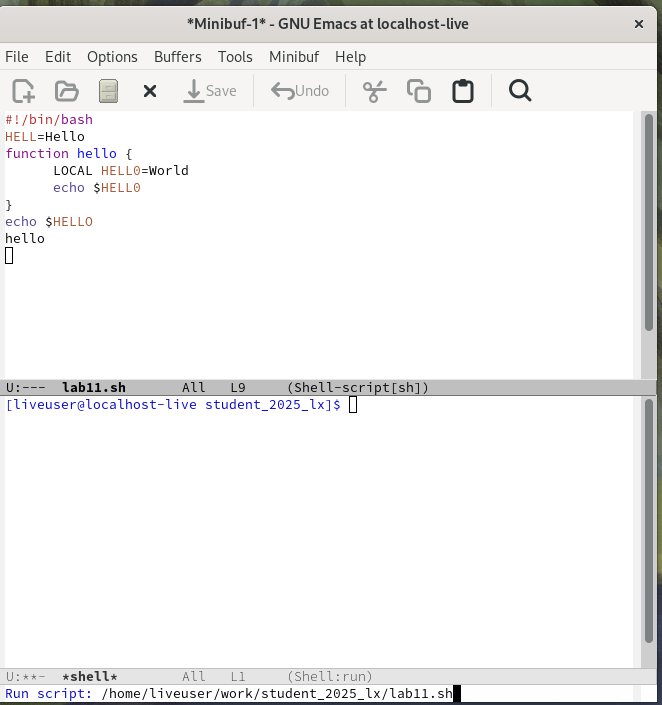 *Minibuf-1* - GNU Emacs at localhost-live
File Edit Options Buffers Tools Minibuf Help
Save Undo
#!/bin/bash
HELL=Hello
function hello {
LOCAL HELLO=World
echo $HELLO
}
echo $HELLO
hello
U:--- lab11.sh All L9 (Shell-script[sh])
[liveuser@localhost-live student_2025_lx]$
U:**- *shell* All L1 (Shell:run)
Run script: /home/liveuser/work/student_2025_lx/lab11.sh